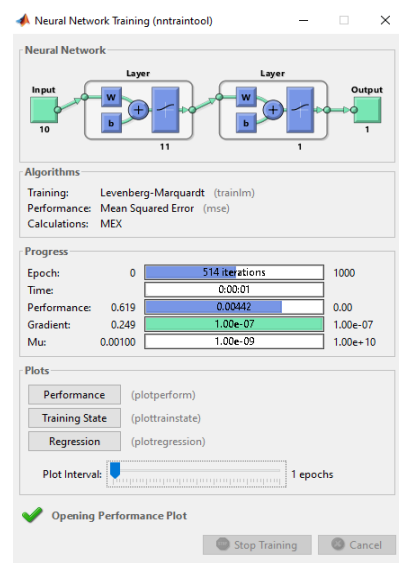 Neural Network Training (nntraintool)
Neural Network
Layer Layer
Input Output
W W
+ +
b b
10 11 1 1
Algorithms
Training: Levenberg-Marquardt (trainlm)
Performance: Mean Squared Error (mse)
Calculations: MEX
Progress
Epoch: 0 514 iterations 1000
Time: 0:00:01
Performance: 0.619 0.00442 0.00
Gradient: 0.249 1.00e-07 1.00e-07
Mu: 0.00100 1.00e-09 1.00e+10
Plots
Performance (plotperform)
Training State (plottrainstate)
Regression (plotregression)
Plot Interval: 1 epochs
Opening Performance Plot
Stop Training Cancel